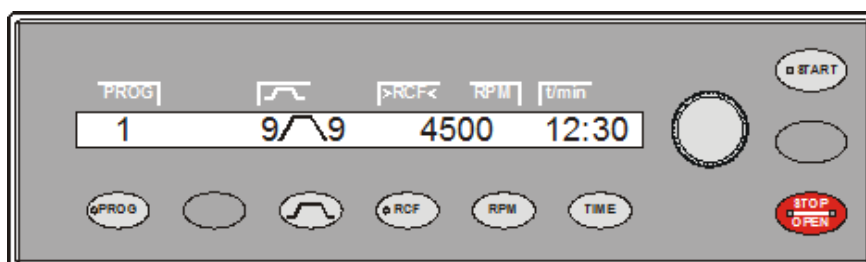 PROG >RCF< RPM t/min
1 9 9 4500 12:30
START
PROG RCF RPM TIME
STOP
OPEN